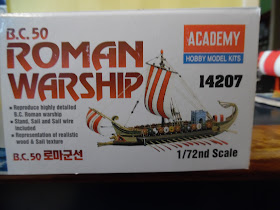 B.C. 50
ROMAN
WARSHIP
ACADEMY
HOBBY MODEL KITS
14207
● Reproduce highly detailed
B.C. Roman warship
● Stand, Sail and Sail wire
included
● Representation of realistic
wood & Sail texture
B.C. 50 로마군선
1/72nd Scale